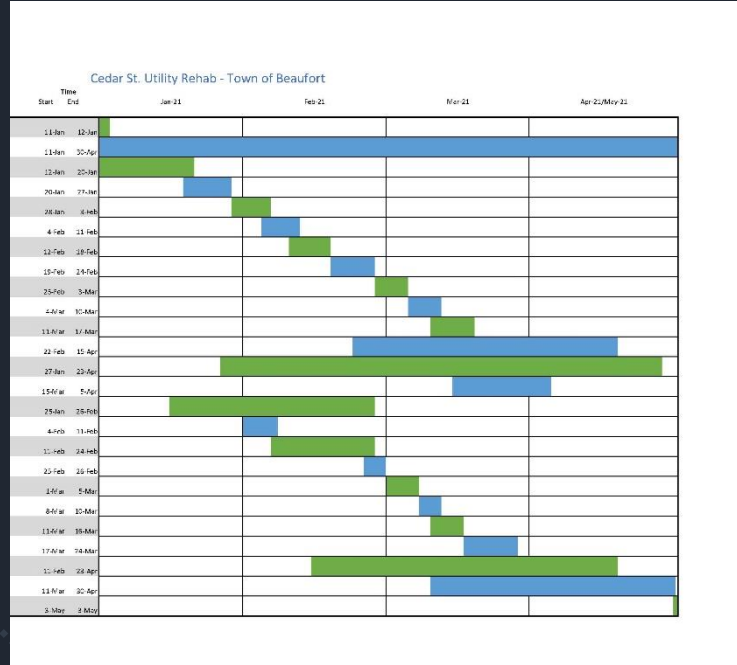 Cedar St. Utility Rehab - Town of Beaufort
Time
Start End Jan-21 Feb-21 Mar-21 Apr-21/May-21
11-Jan 12-Jan
11-Jan 30-Apr
12-Jan 20-Jan
20-Jan 27-Jan
28-Jan 3-Feb
4-Feb 11-Feb
12-Feb 18-Feb
19-Feb 24-Feb
25-Feb 3-Mar
4-Mar 10-Mar
11-Mar 17-Mar
22-Feb 15-Apr
27-Jan 23-Apr
15-Mar 5-Apr
25-Jan 26-Feb
4-Feb 11-Feb
11-Feb 24-Feb
25-Feb 26-Feb
1-Mar 5-Mar
8-Mar 10-Mar
11-Mar 16-Mar
17-Mar 24-Mar
11-Feb 23-Apr
11-Mar 30-Apr
3-May 3-May